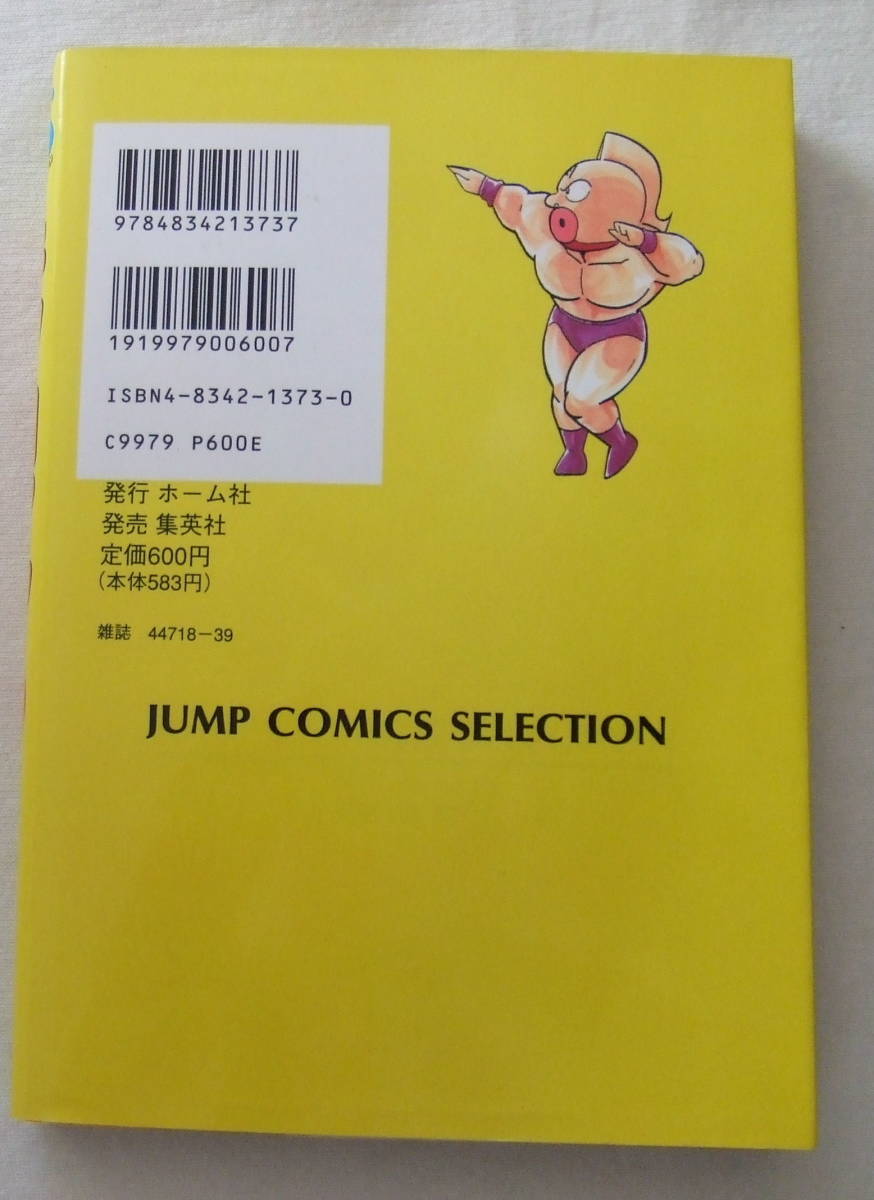 9784834213737
1919979006007
ISBN4-8342-1373-0
C9979 P600E
発行 ホーム社
発売 集英社
定価600円
(本体583円)
雑誌 44718-39
JUMP COMICS SELECTION